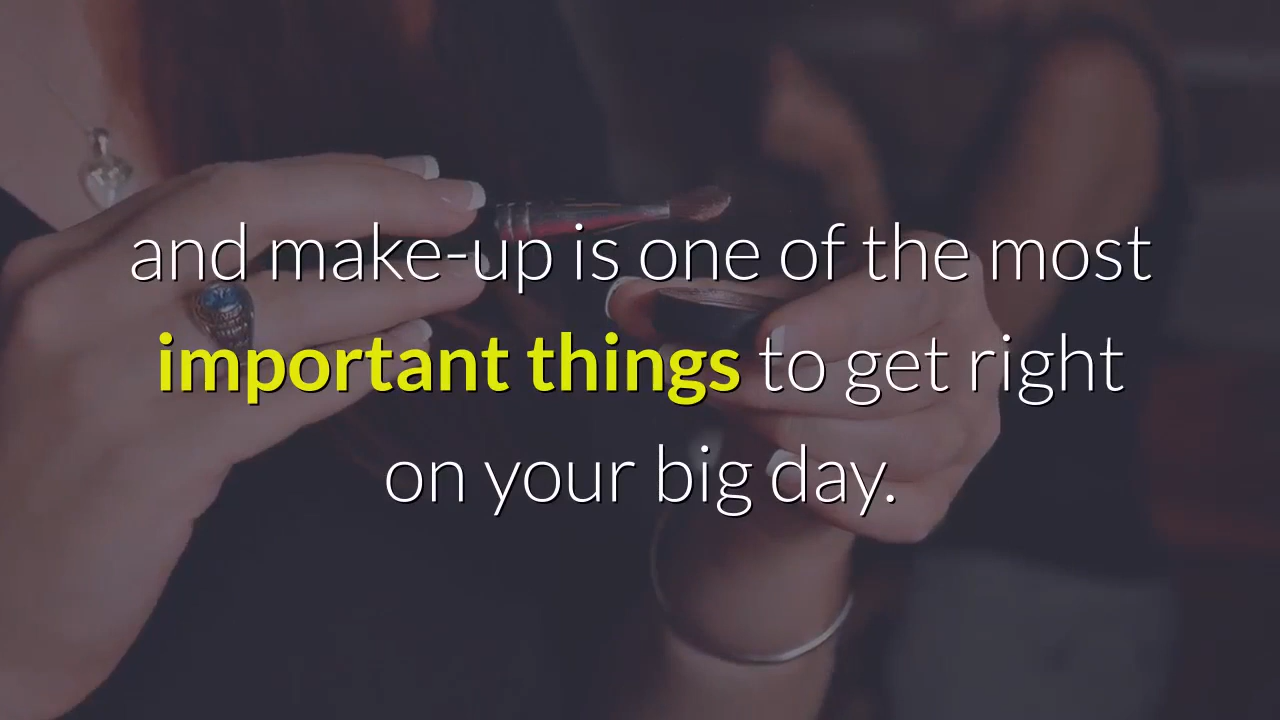 and make-up is one of the most
important things to get right
on your big day.